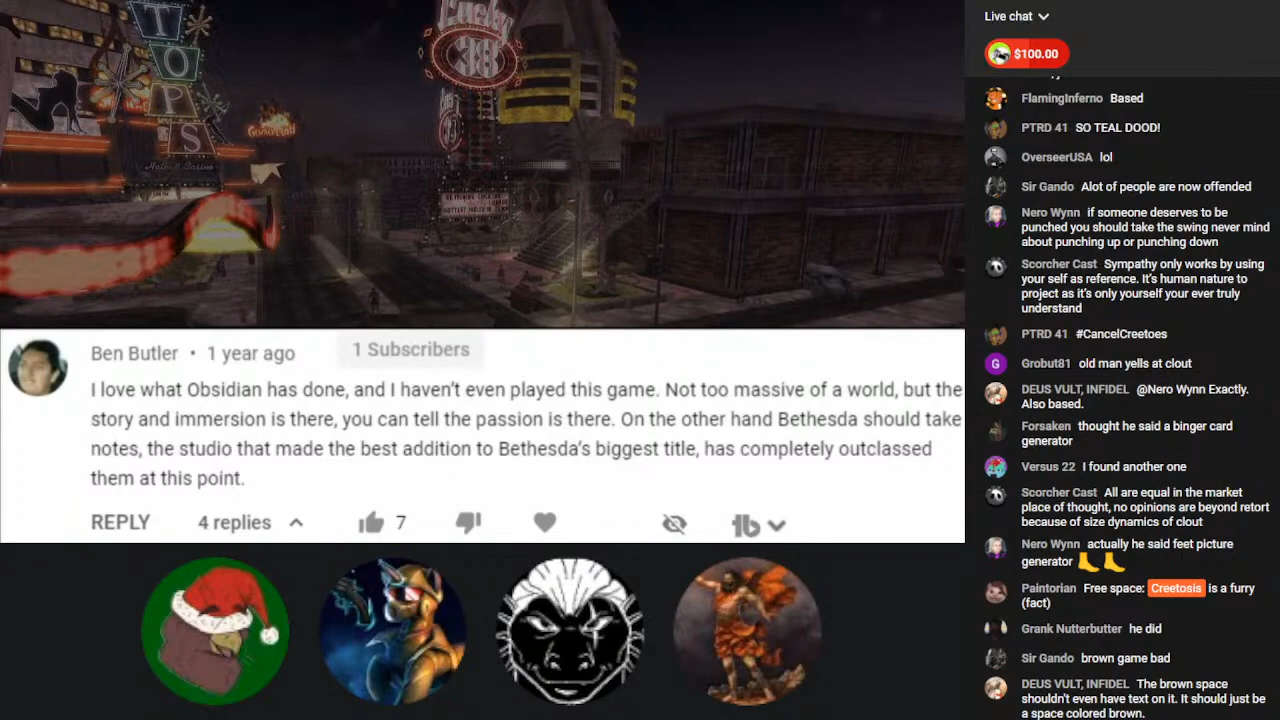 TOPS
Lucky
38
Gomorrah
Ben Butler • 1 year ago
1 Subscribers
I love what Obsidian has done, and I haven't even played this game. Not too massive of a world, but the
story and immersion is there, you can tell the passion is there. On the other hand Bethesda should take
notes, the studio that made the best addition to Bethesda's biggest title, has completely outclassed
them at this point.
REPLY 4 replies 7
Live chat
$100.00
FlamingInferno Based
PTRD 41 SO TEAL DOOD!
OverseerUSA lol
Sir Gando Alot of people are now offended
Nero Wynn if someone deserves to be
punched you should take the swing never mind
about punching up or punching down
Scorcher Cast Sympathy only works by using
your self as reference. It's human nature to
project as it's only yourself your ever truly
understand
PTRD 41 #CancelCreetoes
G
Grobut81 old man yells at clout
DEUS VULT, INFIDEL @Nero Wynn Exactly.
Also based.
Forsaken thought he said a binger card
generator
Versus 22 I found another one
Scorcher Cast All are equal in the market
place of thought, no opinions are beyond retort
because of size dynamics of clout
Nero Wynn actually he said feet picture
generator
Paintorian Free space: Creetosis is a furry
(fact)
Grank Nutterbutter he did
Sir Gando brown game bad
DEUS VULT, INFIDEL The brown space
shouldn't even have text on it. It should just be
a space colored brown.